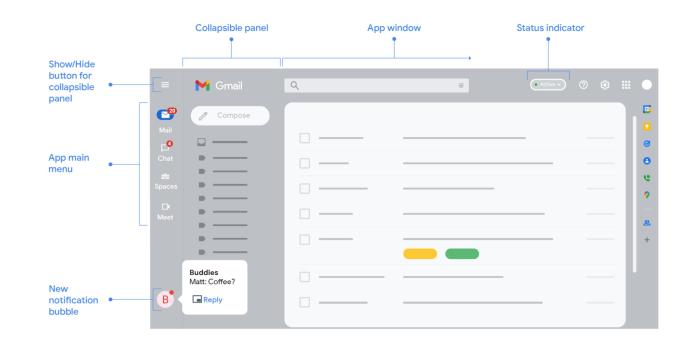 Collapsible panel
App window
Status indicator
Show/Hide
button for
collapsible
panel
Gmail
Active
20
Compose
Mail
4
Chat
App main
menu
Spaces
Meet
Buddies
Matt: Coffee?
New
notification
bubble
B
Reply